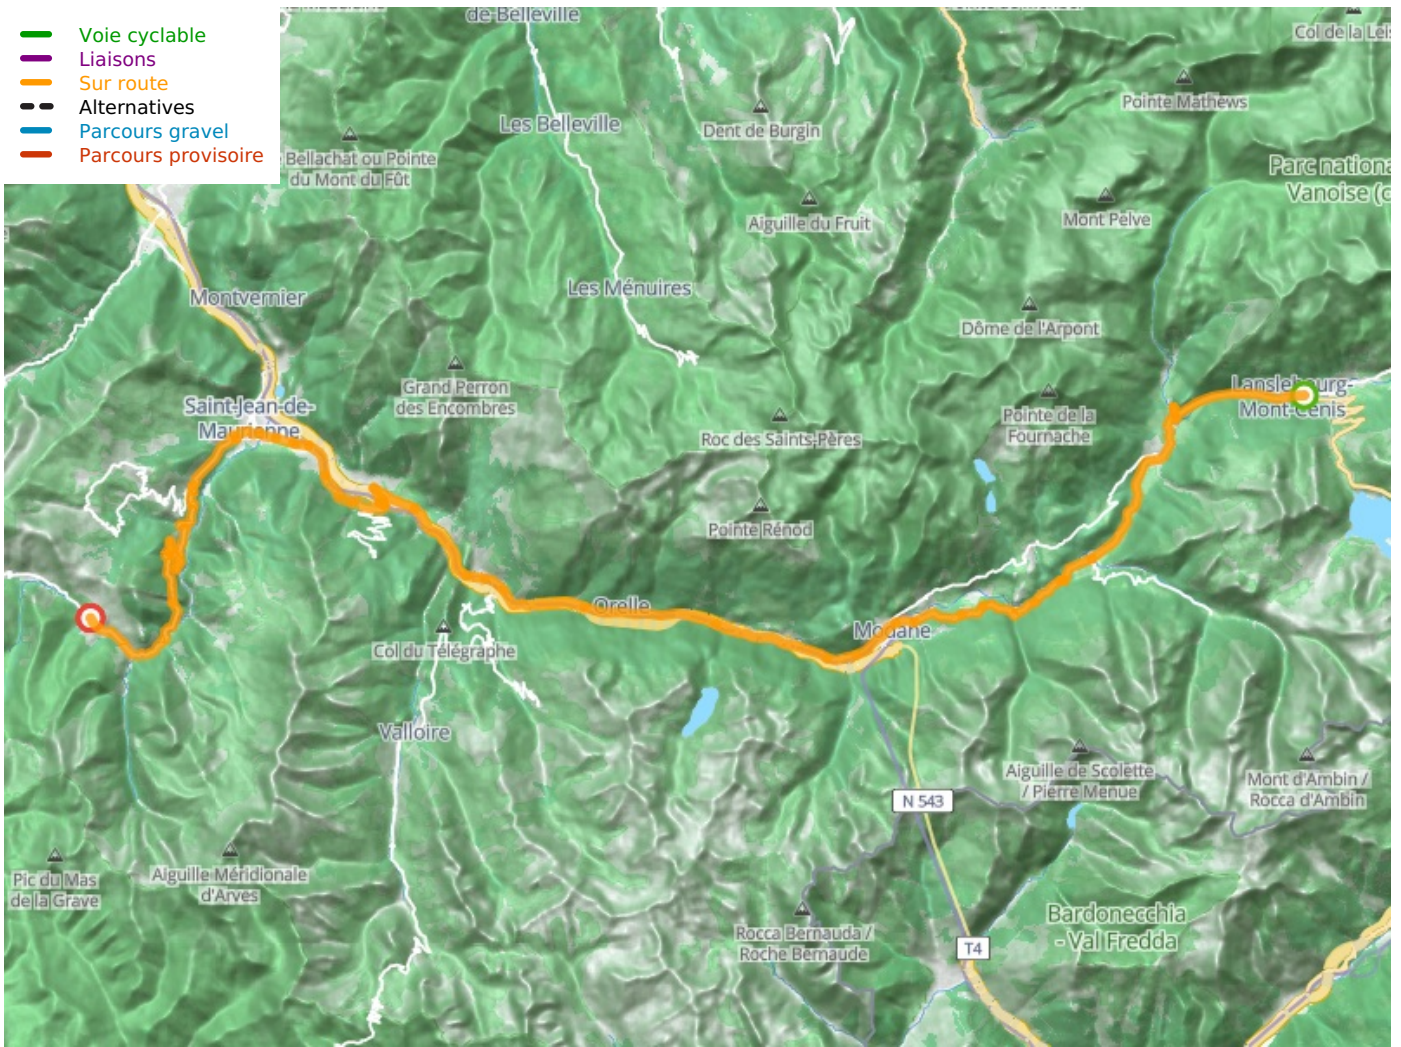 Voie cyclable
Liaisons
Sur route
Alternatives
Parcours gravel
Parcours provisoire
de Belleville
Col de la Leis
Pointe Mathews
Les Belleville
Dent de Burgin
Bellachat ou Pointe
du Mont du Fût
Parc nationa
Vanoise (c
Aiguille du Fruit
Mont Pelve
Montvernier
Les Ménuires
Dôme de l'Arpont
Grand Perron
des Encombres
Lanslebourg-
Mont-Cenis
Saint-Jean-de-
Maurienne
Pointe de la
Fournache
Roc des Saints-Pères
Pointe Rénod
Orelle
Modane
Col du Télégraphe
Valloire
Aiguille de Scolette
/ Pierre Menue
Mont d'Ambin /
Rocca d'Ambin
N 543
Pic du Mas
de la Grave
Aiguille Méridionale
d'Arves
Bardonecchia
- Val Fredda
Rocca Bernauda /
Roche Bernaude
T4